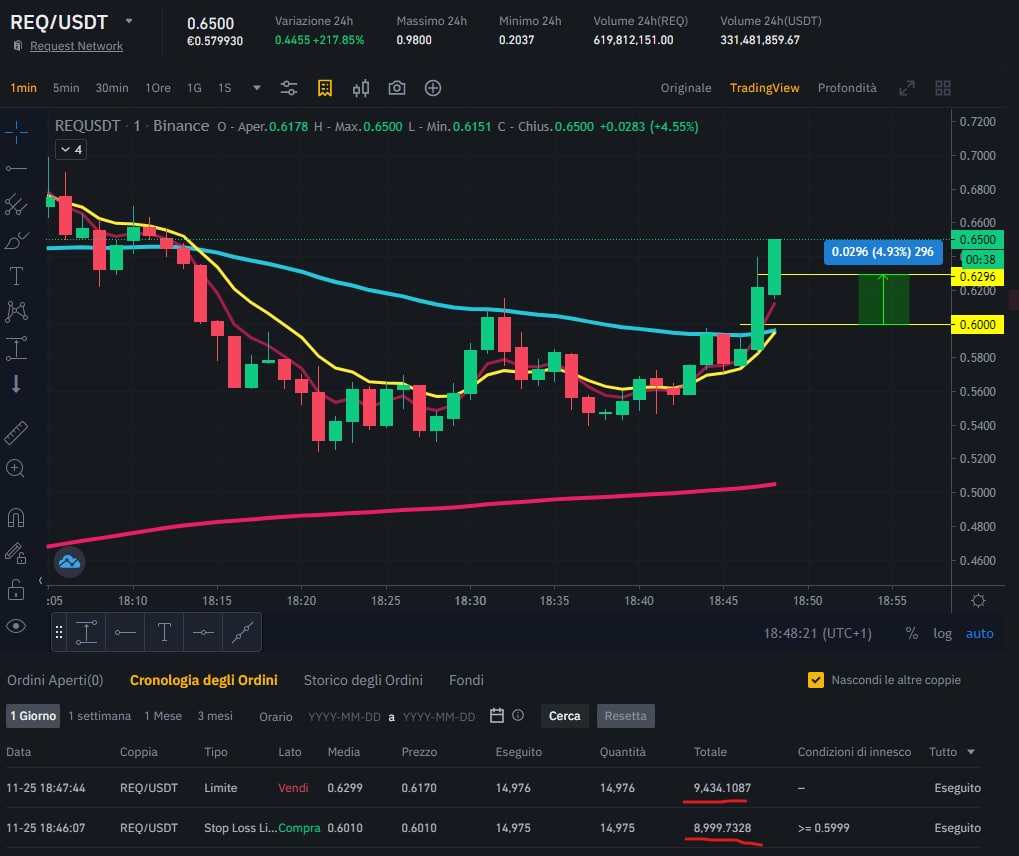 REQ/USDT
Request Network
0.6500
€0.579930
Variazione 24h
0.4455 +217.85%
Massimo 24h
0.9800
Minimo 24h
0.2037
Volume 24h(REQ)
619,812,151.00
Volume 24h(USDT)
331,481,859.67
1min 5min 30min 1Ore 1G 1S Originale TradingView Profondità
REQUSDT · 1 · Binance O - Aper.0.6178 H - Max.0.6500 L - Min.0.6151 C - Chius.0.6500 +0.0283 (+4.55%)
4
0.7200
0.7000
0.6800
0.6600
0.6500
0.0296 (4.93%) 296
00:38
0.6296
0.6200
0.6000
0.5800
0.5600
0.5400
0.5200
0.5000
0.4800
0.4600
:05 18:10 18:15 18:20 18:25 18:30 18:35 18:40 18:45 18:50 18:55
18:48:21 (UTC+1) % log auto
Ordini Aperti(0) Cronologia degli Ordini Storico degli Ordini Fondi Nascondi le altre coppie
1 Giorno 1 settimana 1 Mese 3 mesi Orario YYYY-MM-DD a YYYY-MM-DD Cerca Resetta
Data Coppia Tipo Lato Media Prezzo Eseguito Quantità Totale Condizioni di innesco Tutto
11-25 18:47:44 REQ/USDT Limite Vendi 0.6299 0.6170 14,976 14,976 9,434.1087 – Eseguito
11-25 18:46:07 REQ/USDT Stop Loss Li... Compra 0.6010 0.6010 14,975 14,975 8,999.7328 >= 0.5999 Eseguito